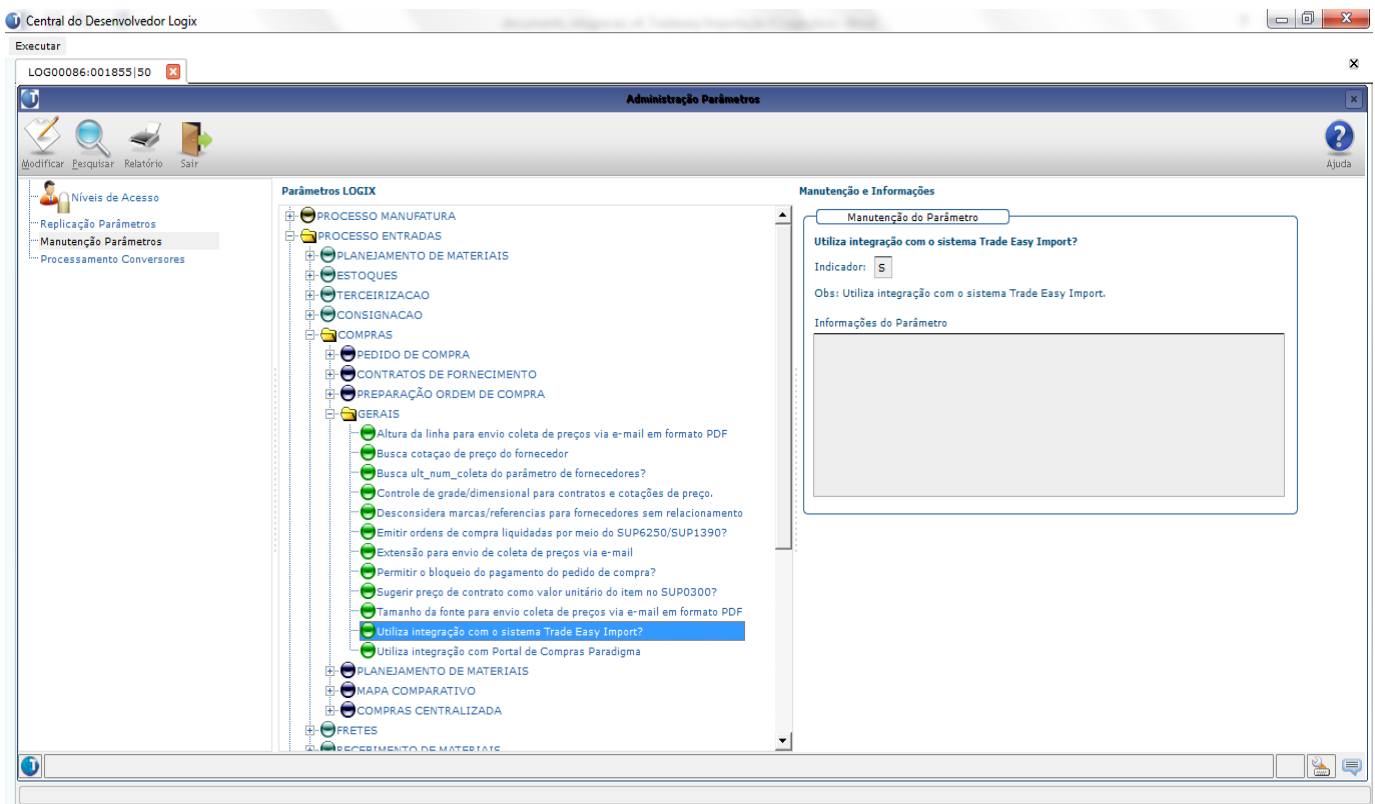 Central do Desenvolvedor Logix
Executar
LOG00086:001855|50
Administração Parâmetros
Modificar Pesquisar Relatório Sair
Ajuda
Níveis de Acesso
Replicação Parâmetros
Manutenção Parâmetros
Processamento Conversores
Parâmetros LOGIX
PROCESSO MANUFATURA
PROCESSO ENTRADAS
PLANEJAMENTO DE MATERIAIS
ESTOQUES
TERCEIRIZACAO
CONSIGNACAO
COMPRAS
PEDIDO DE COMPRA
CONTRATOS DE FORNECIMENTO
PREPARAÇÃO ORDEM DE COMPRA
GERAIS
Altura da linha para envio coleta de preços via e-mail em formato PDF
Busca cotaçao de preço do fornecedor
Busca ult_num_coleta do parâmetro de fornecedores?
Controle de grade/dimensional para contratos e cotações de preço.
Desconsidera marcas/referencias para fornecedores sem relacionamento
Emitir ordens de compra liquidadas por meio do SUP6250/SUP1390?
Extensão para envio de coleta de preços via e-mail
Permitir o bloqueio do pagamento do pedido de compra?
Sugerir preço de contrato como valor unitário do item no SUP0300?
Tamanho da fonte para envio coleta de preços via e-mail em formato PDF
Utiliza integração com o sistema Trade Easy Import?
Utiliza integração com Portal de Compras Paradigma
PLANEJAMENTO DE MATERIAIS
MAPA COMPARATIVO
COMPRAS CENTRALIZADA
FRETES
RECEBIMENTO DE MATERIAIS
Manutenção e Informações
Manutenção do Parâmetro
Utiliza integração com o sistema Trade Easy Import?
Indicador: S
Obs: Utiliza integração com o sistema Trade Easy Import.
Informações do Parâmetro